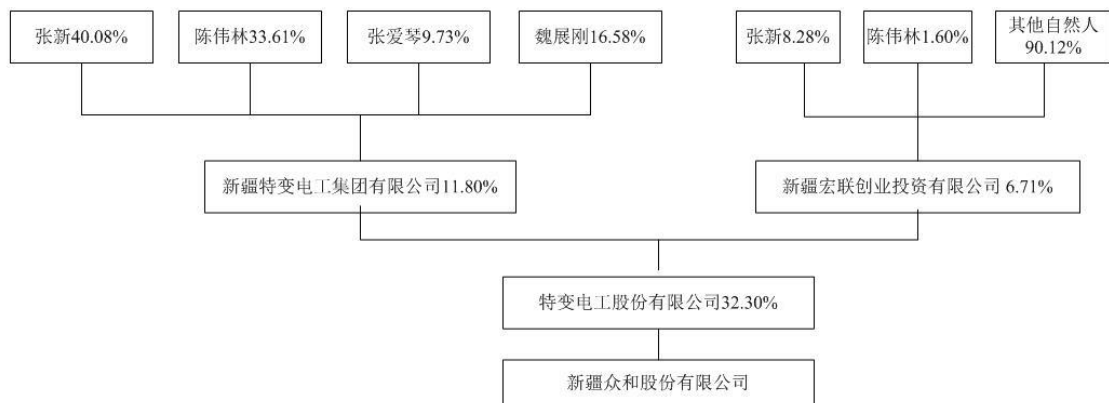 张新40.08%
陈伟林33.61%
张爱琴9.73%
魏展刚16.58%
张新8.28%
陈伟林1.60%
其他自然人
90.12%
新疆特变电工集团有限公司11.80%
新疆宏联创业投资有限公司 6.71%
特变电工股份有限公司32.30%
新疆众和股份有限公司